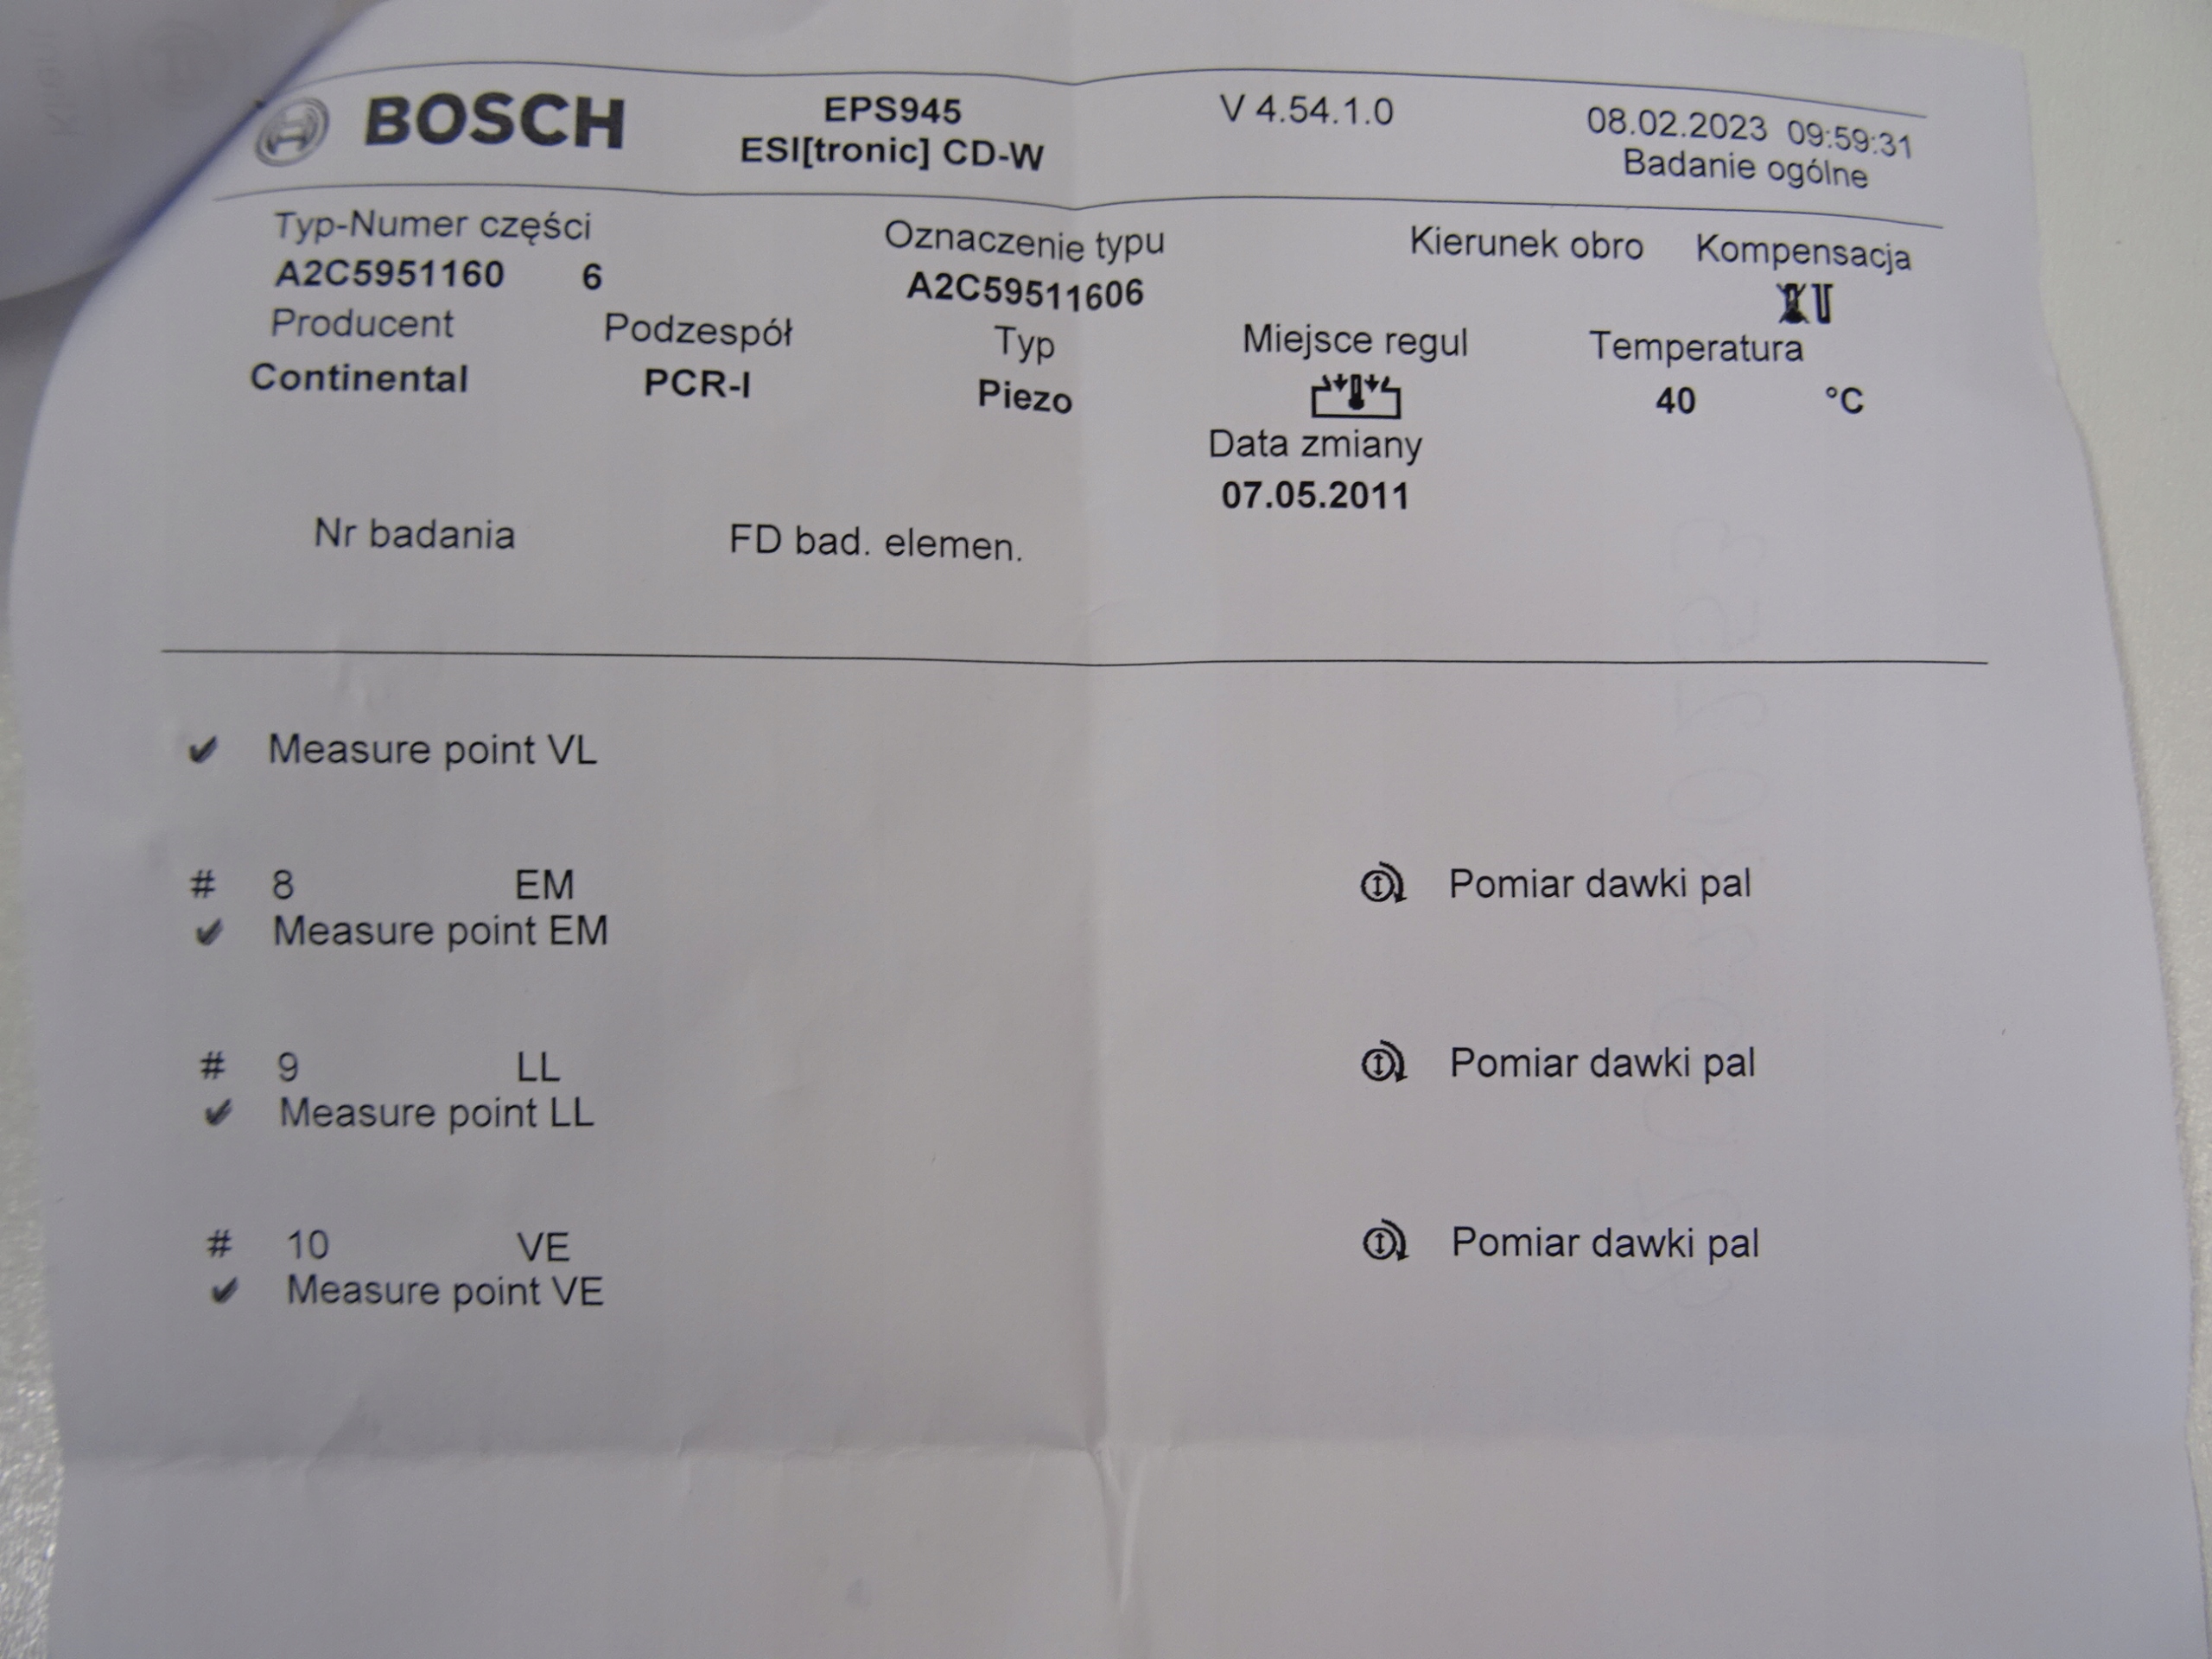 BOSCH EPS945 V 4.54.1.0 08.02.2023 09:59:31
ESI[tronic] CD-W Badanie ogólne
Typ-Numer części Oznaczenie typu Kierunek obro Kompensacja
A2C5951160 6 A2C59511606
Producent Podzespół Typ Miejsce regul Temperatura
Continental PCR-I Piezo 40 °C
Data zmiany
07.05.2011
Nr badania FD bad. elemen.
Measure point VL
# 8 EM Pomiar dawki pal
Measure point EM
# 9 LL Pomiar dawki pal
Measure point LL
# 10 VE Pomiar dawki pal
Measure point VE